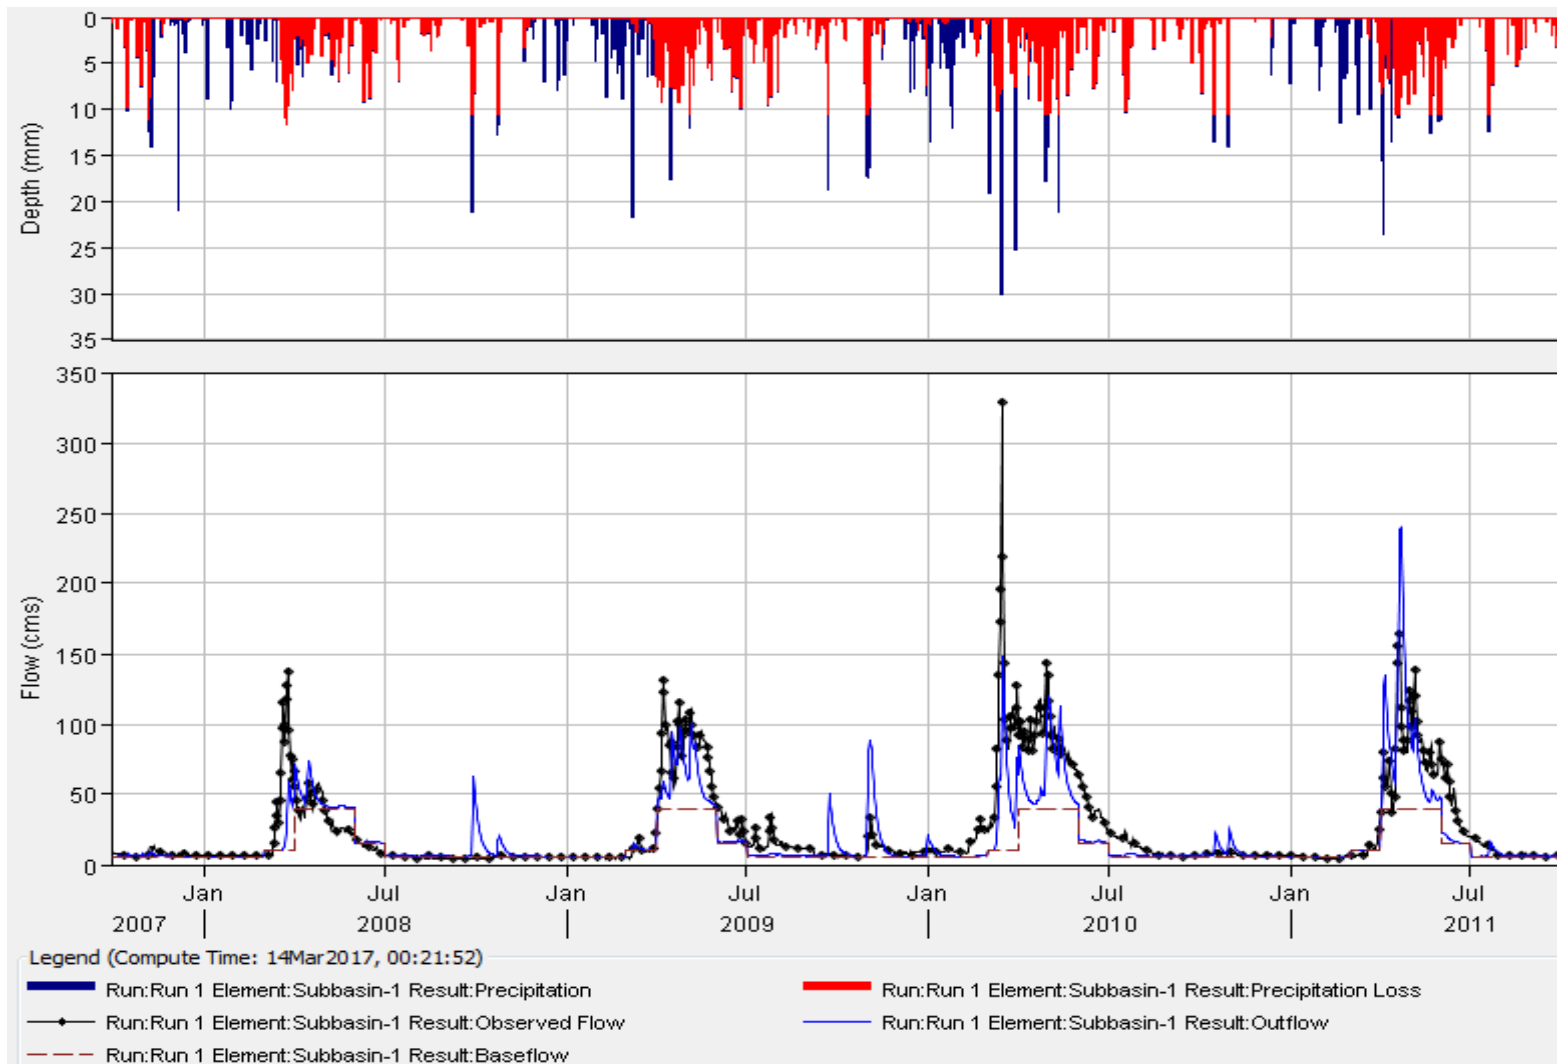 0
5
10
15
20
25
30
35
Depth (mm)
350
300
250
200
150
100
50
0
Flow (cms)
Jan Jul Jan Jul Jan Jul Jan Jul
2007 2008 2009 2010 2011
Legend (Compute Time: 14Mar2017, 00:21:52)
Run:Run 1 Element:Subbasin-1 Result:Precipitation Run:Run 1 Element:Subbasin-1 Result:Precipitation Loss
Run:Run 1 Element:Subbasin-1 Result:Observed Flow Run:Run 1 Element:Subbasin-1 Result:Outflow
Run:Run 1 Element:Subbasin-1 Result:Baseflow